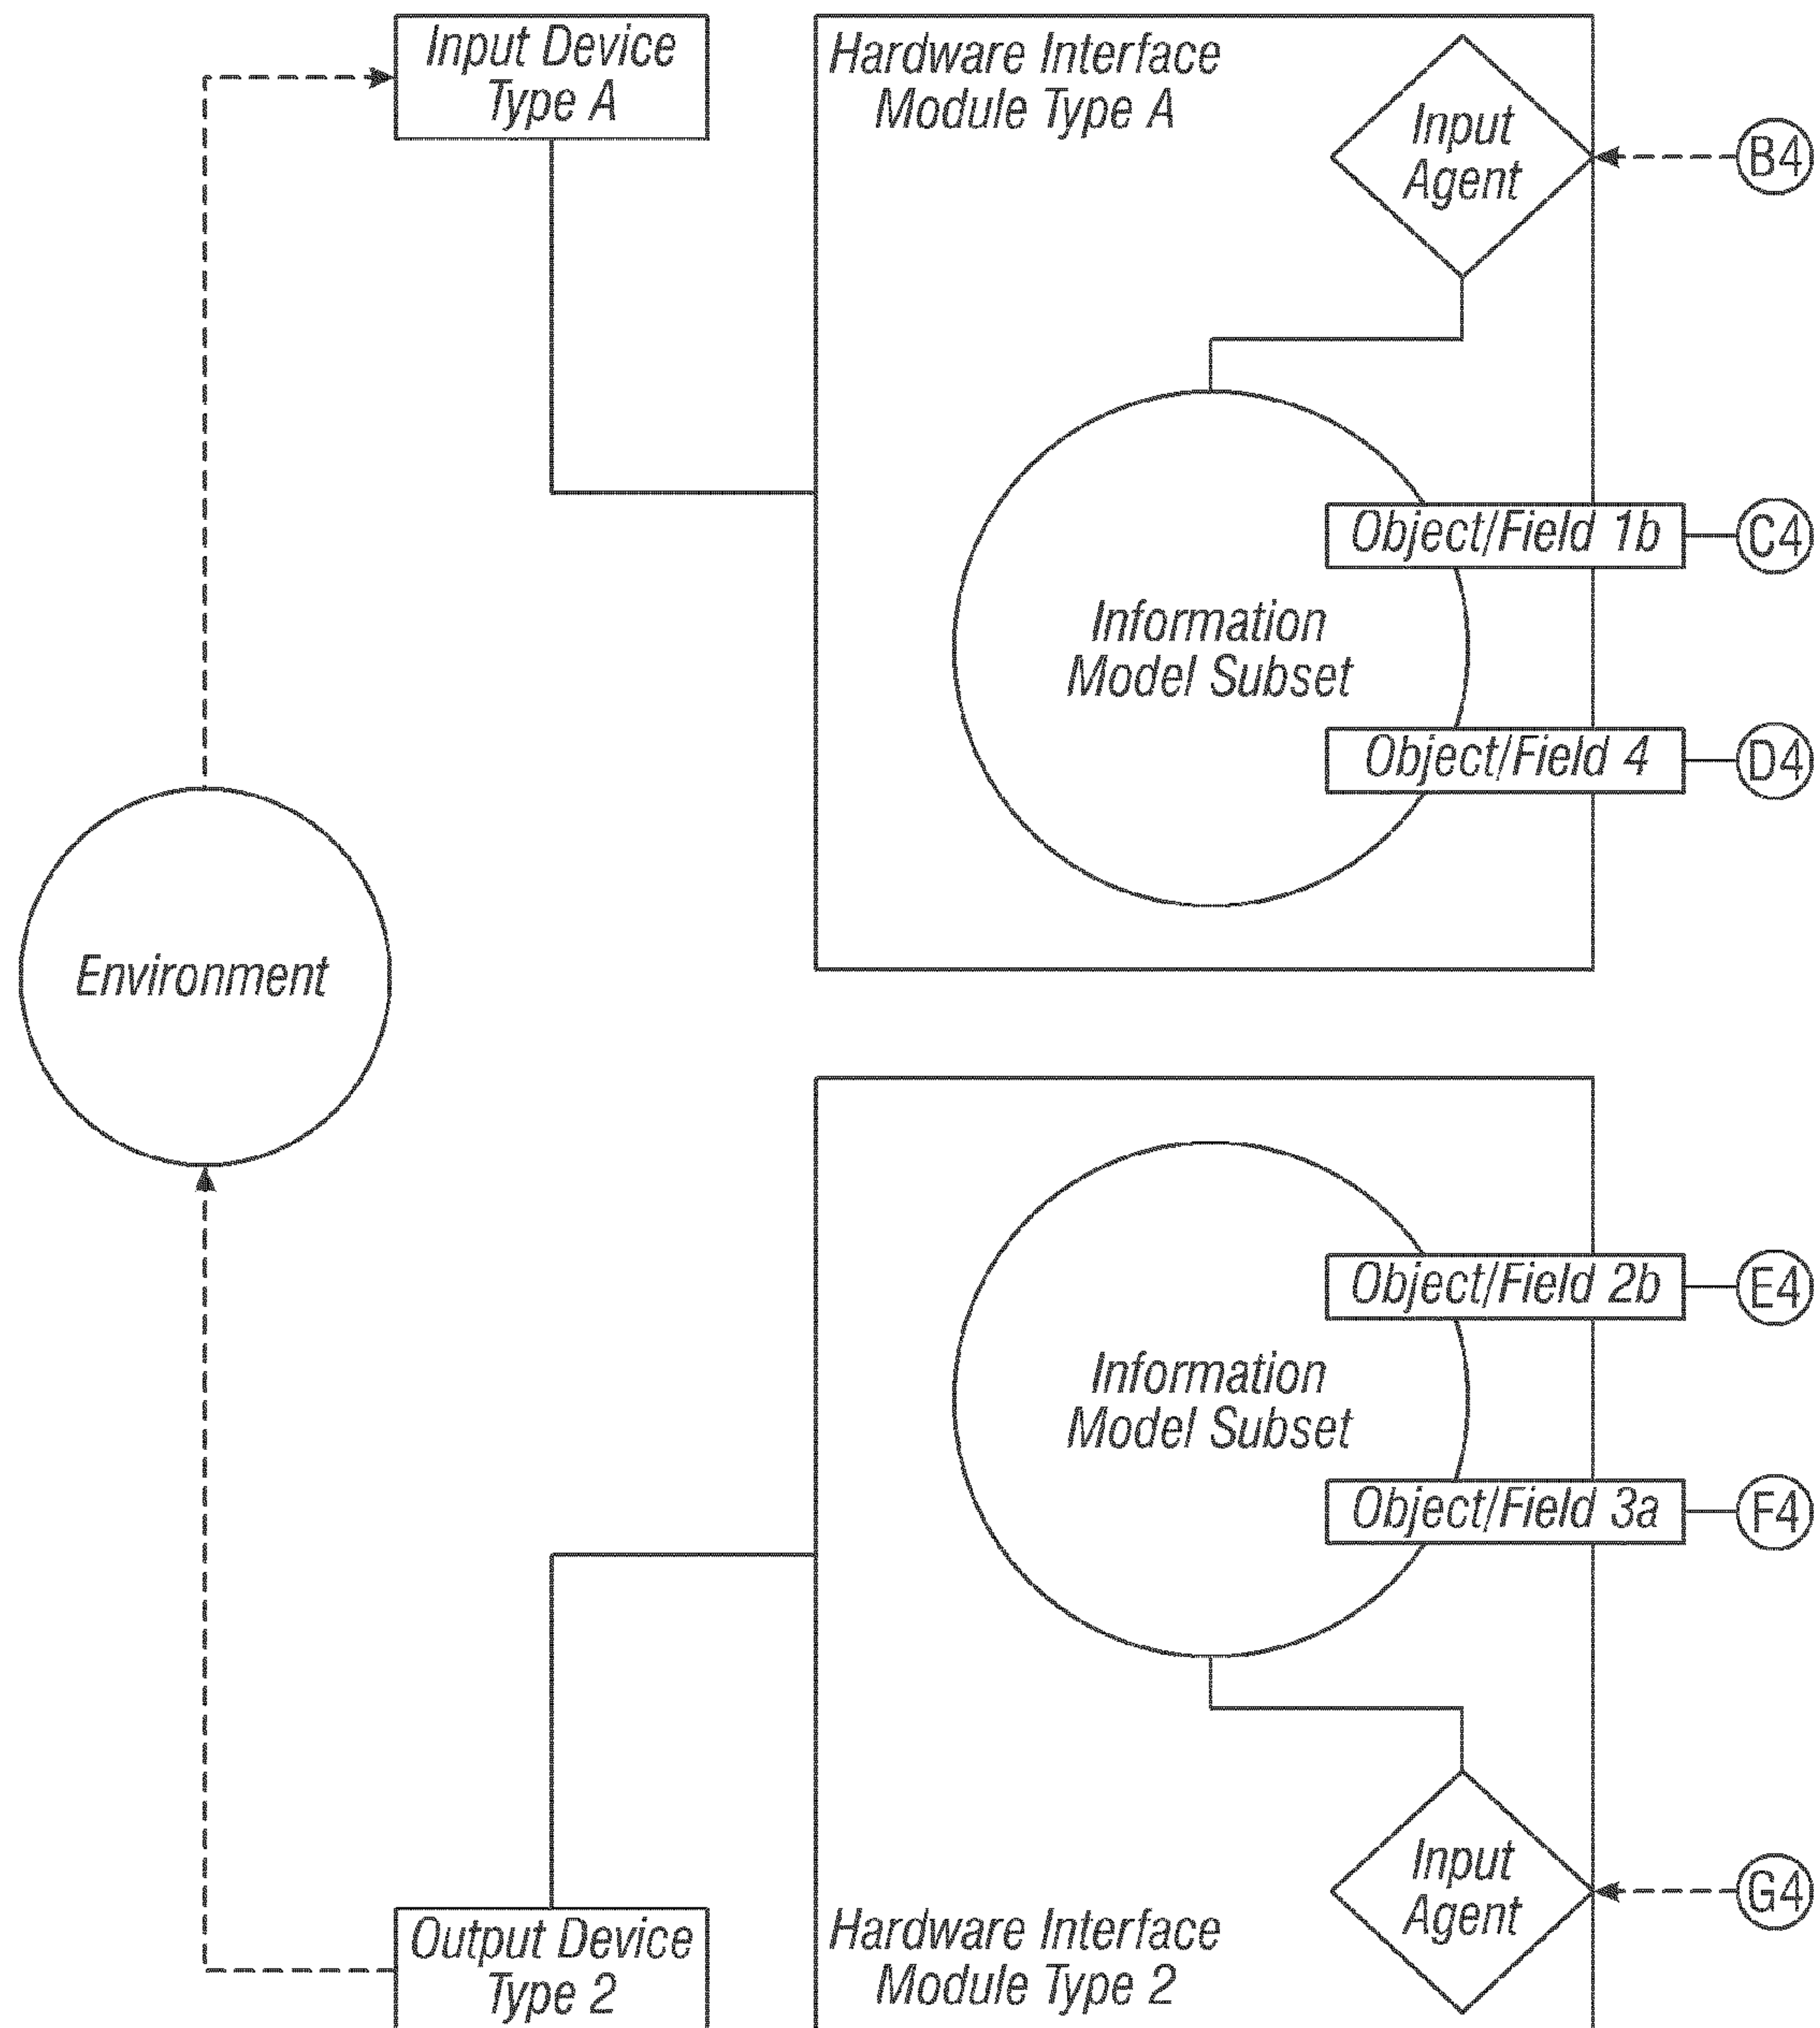 Input Device
Type A
Hardware Interface
Module Type A
Input
Agent
B4
Object/Field 1b
C4
Information
Model Subset
Object/Field 4
D4
Environment
Object/Field 2b
E4
Information
Model Subset
Object/Field 3a
F4
Input
Agent
G4
Output Device
Type 2
Hardware Interface
Module Type 2